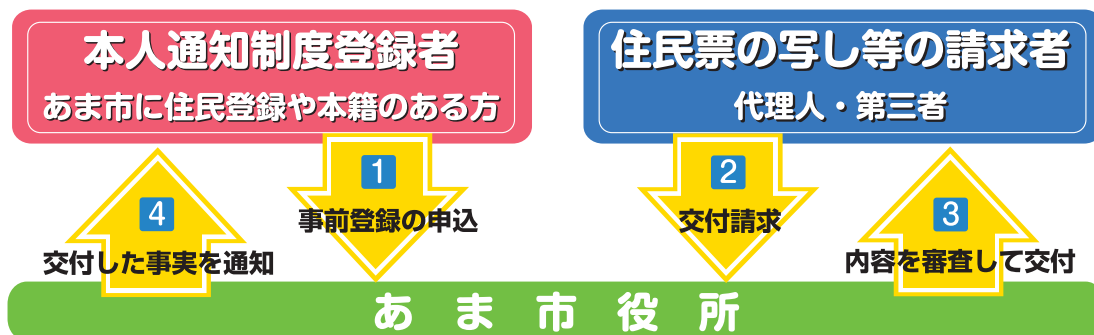 本人通知制度登録者
あま市に住民登録や本籍のある方
住民票の写し等の請求者
代理人・第三者
1
事前登録の申込
2
交付請求
3
内容を審査して交付
4
交付した事実を通知
あま市役所